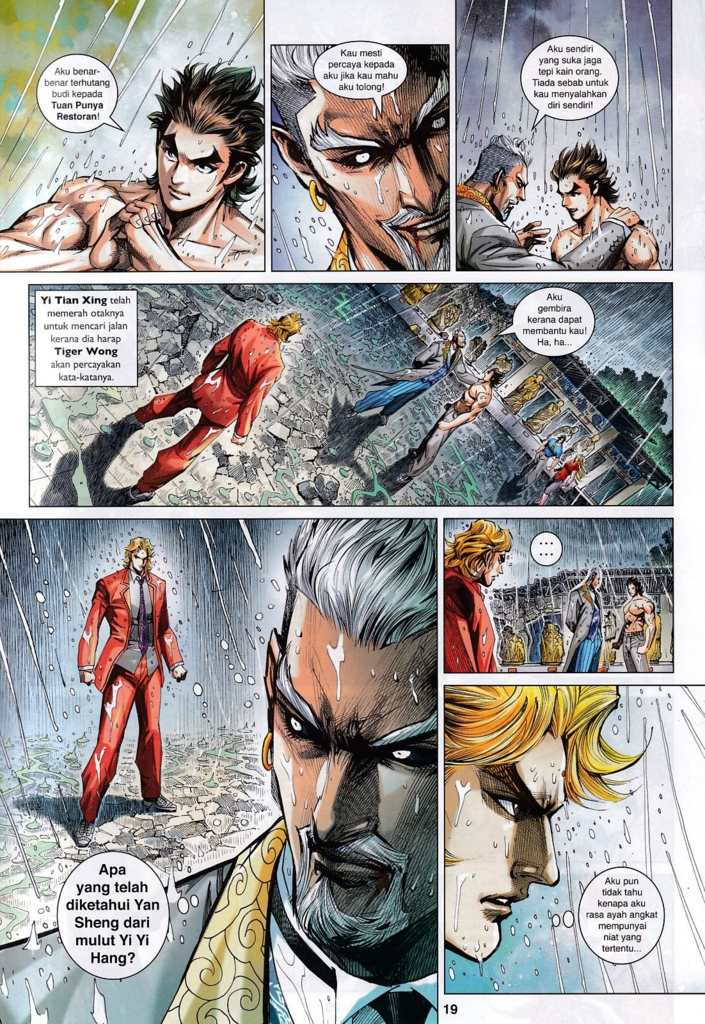 Aku benar-
benar terhutang
budi kepada
Tuan Punya
Restoran!
Kau mesti
percaya kepada
aku jika kau mahu
aku tolong!
Aku sendiri
yang suka jaga
tepi kain orang.
Tiada sebab untuk
kau menyalahkan
diri sendiri!
Yi Tian Xing telah
memerah otaknya
untuk mencari jalan
kerana dia harap
Tiger Wong
akan percayakan
kata-katanya.
Aku
gembira
kerana dapat
membantu kau!
Ha, ha...
...
...
Apa
yang telah
diketahui Yan
Sheng dari
mulut Yi Yi
Hang?
Aku pun
tidak tahu
kenapa aku
rasa ayah angkat
mempunyai
niat yang
tertentu...
19